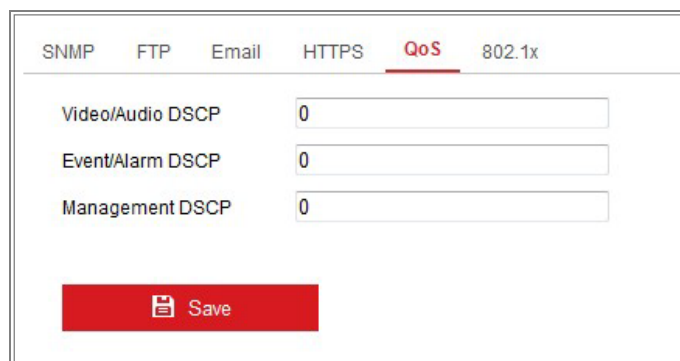 SNMP FTP Email HTTPS QoS 802.1x
Video/Audio DSCP 0
Event/Alarm DSCP 0
Management DSCP 0
Save